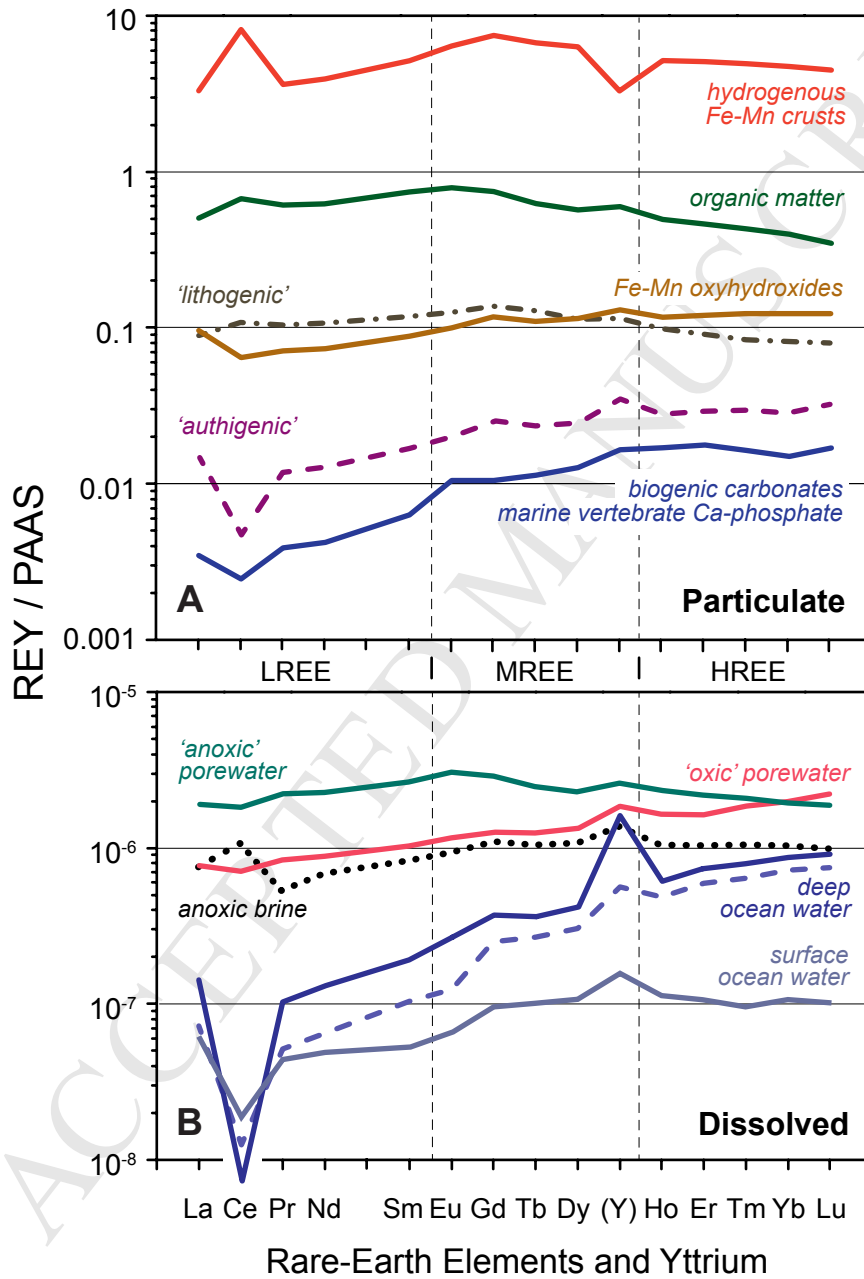 10
hydrogenous
Fe-Mn crusts
1
organic matter
'lithogenic'
Fe-Mn oxyhydroxides
0.1
'authigenic'
0.01
biogenic carbonates
marine vertebrate Ca-phosphate
A
Particulate
0.001
REY / PAAS
LREE
MREE
HREE
10-5
'anoxic'
porewater
'oxic' porewater
10-6
anoxic brine
deep
ocean water
surface
ocean water
10-7
B
Dissolved
10-8
La Ce Pr Nd Sm Eu Gd Tb Dy (Y) Ho Er Tm Yb Lu
Rare-Earth Elements and Yttrium
ACCEPTED MANUSCR